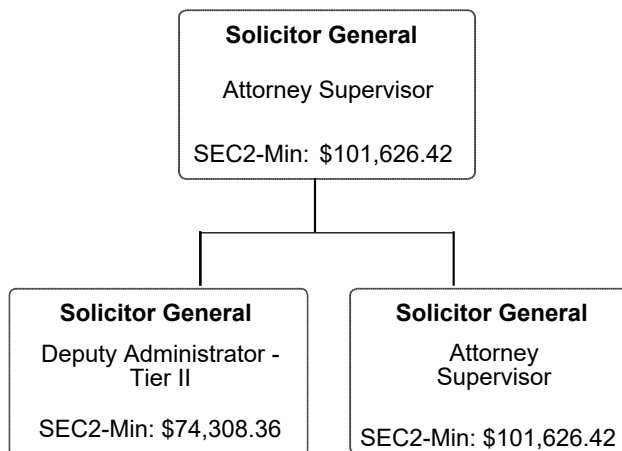 Solicitor General
Attorney Supervisor
SEC2-Min: $101,626.42
Solicitor General
Deputy Administrator -
Tier II
SEC2-Min: $74,308.36
Solicitor General
Attorney
Supervisor
SEC2-Min: $101,626.42